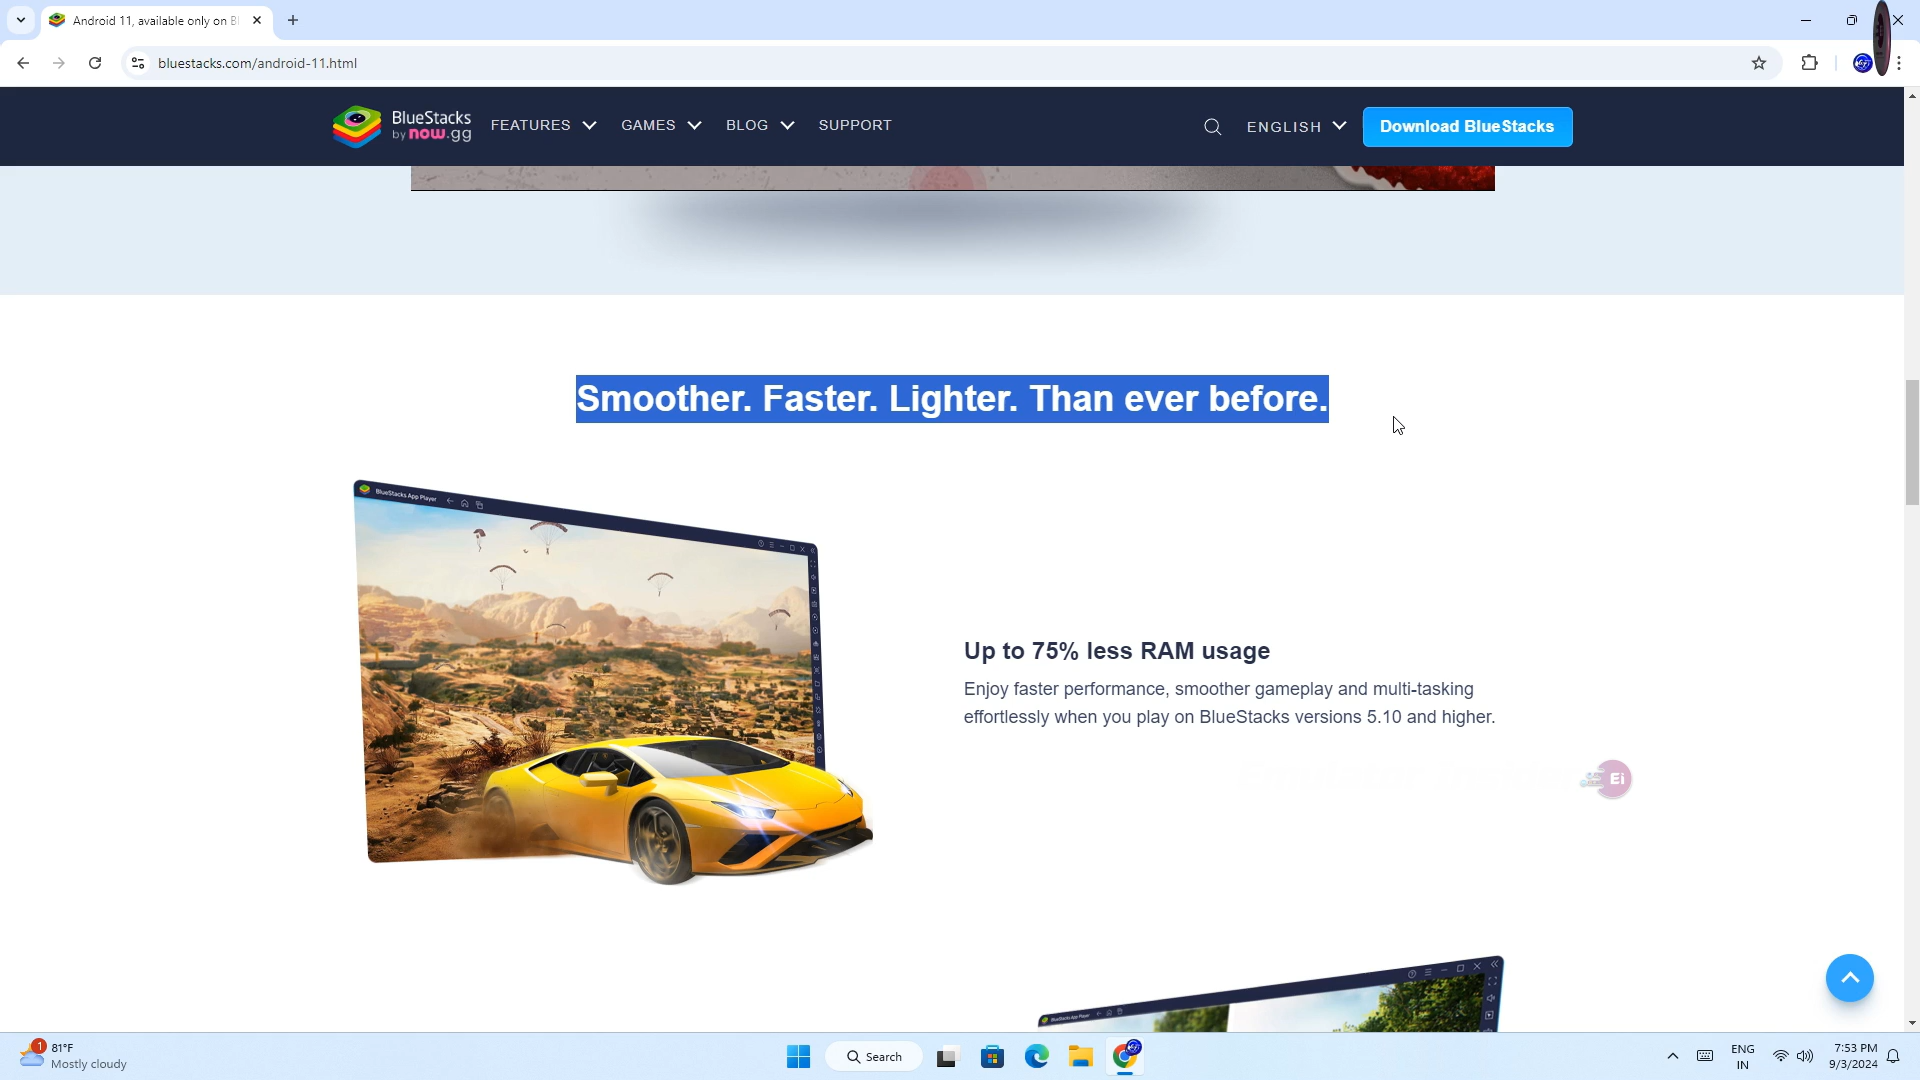 Android 11, available only on Bl
bluestacks.com/android-11.html
BlueStacks
by now.gg
FEATURES
GAMES
BLOG
SUPPORT
ENGLISH
Download BlueStacks
Smoother. Faster. Lighter. Than ever before.
BlueStacks App Player
Up to 75% less RAM usage
Enjoy faster performance, smoother gameplay and multi-tasking
effortlessly when you play on BlueStacks versions 5.10 and higher.
Ei
BlueStacks App Player
1
81°F
Mostly cloudy
Search
ENG
IN
7:53 PM
9/3/2024